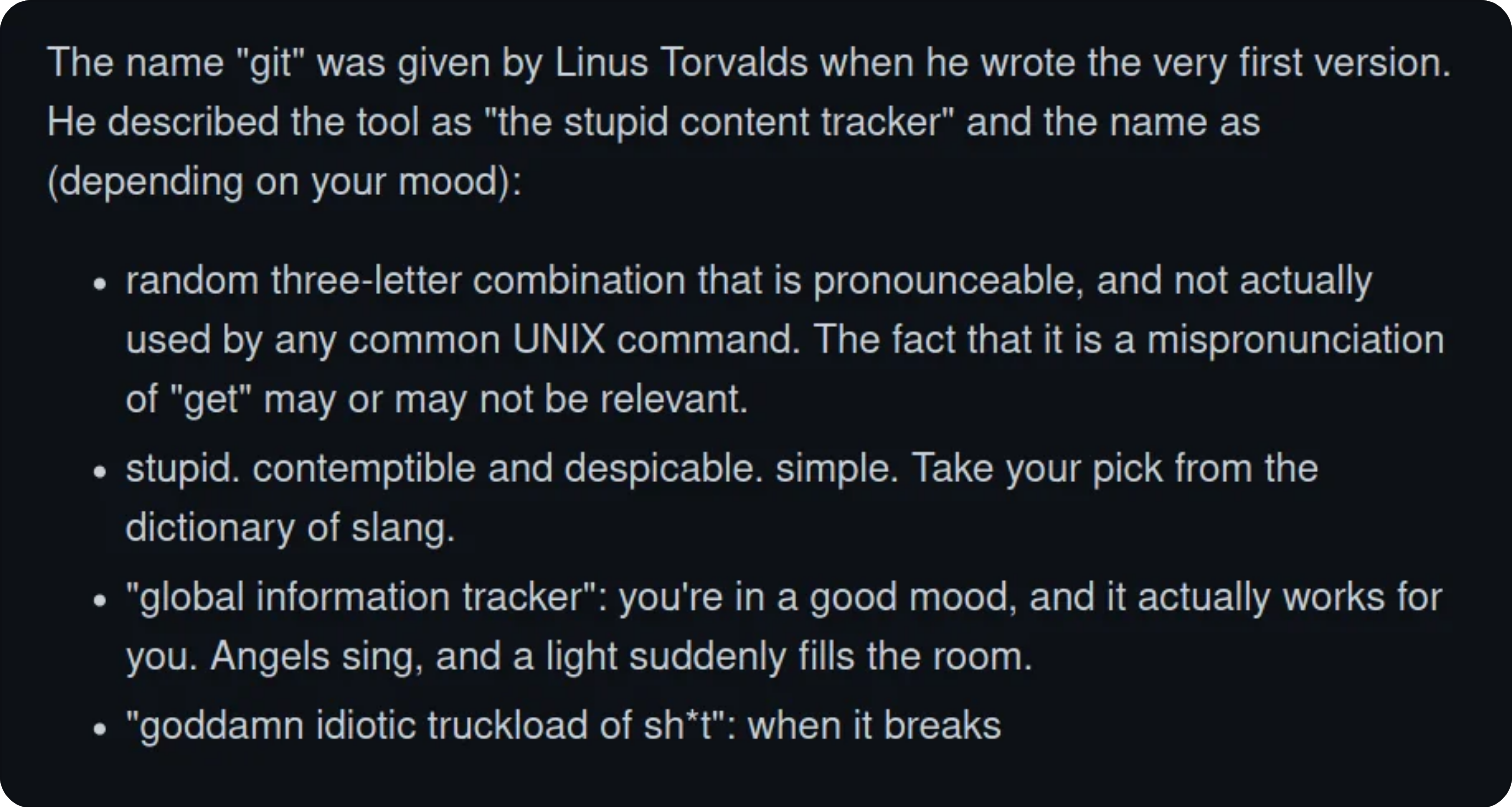 The name "git" was given by Linus Torvalds when he wrote the very first version.
He described the tool as "the stupid content tracker" and the name as
(depending on your mood):
• random three-letter combination that is pronounceable, and not actually
used by any common UNIX command. The fact that it is a mispronunciation
of "get" may or may not be relevant.
• stupid. contemptible and despicable. simple. Take your pick from the
dictionary of slang.
• "global information tracker": you're in a good mood, and it actually works for
you. Angels sing, and a light suddenly fills the room.
• "goddamn idiotic truckload of sh*t": when it breaks